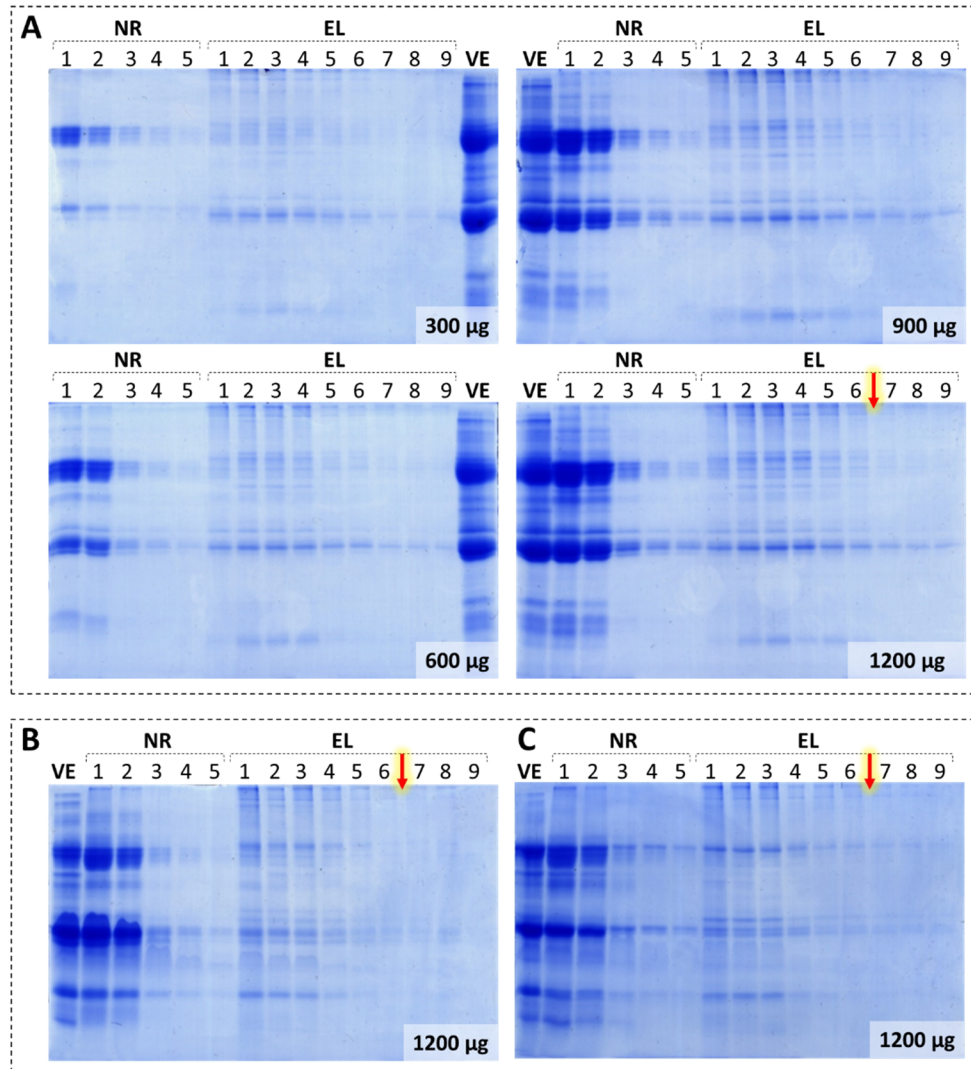 A
NR EL VE
1 2 3 4 5 1 2 3 4 5 6 7 8 9
300 µg
NR EL
VE 1 2 3 4 5 1 2 3 4 5 6 7 8 9
900 µg
NR EL VE
1 2 3 4 5 1 2 3 4 5 6 7 8 9
600 µg
NR EL
VE 1 2 3 4 5 1 2 3 4 5 6 7 8 9
1200 µg
B
NR EL
VE 1 2 3 4 5 1 2 3 4 5 6 7 8 9
1200 µg
C
NR EL
VE 1 2 3 4 5 1 2 3 4 5 6 7 8 9
1200 µg